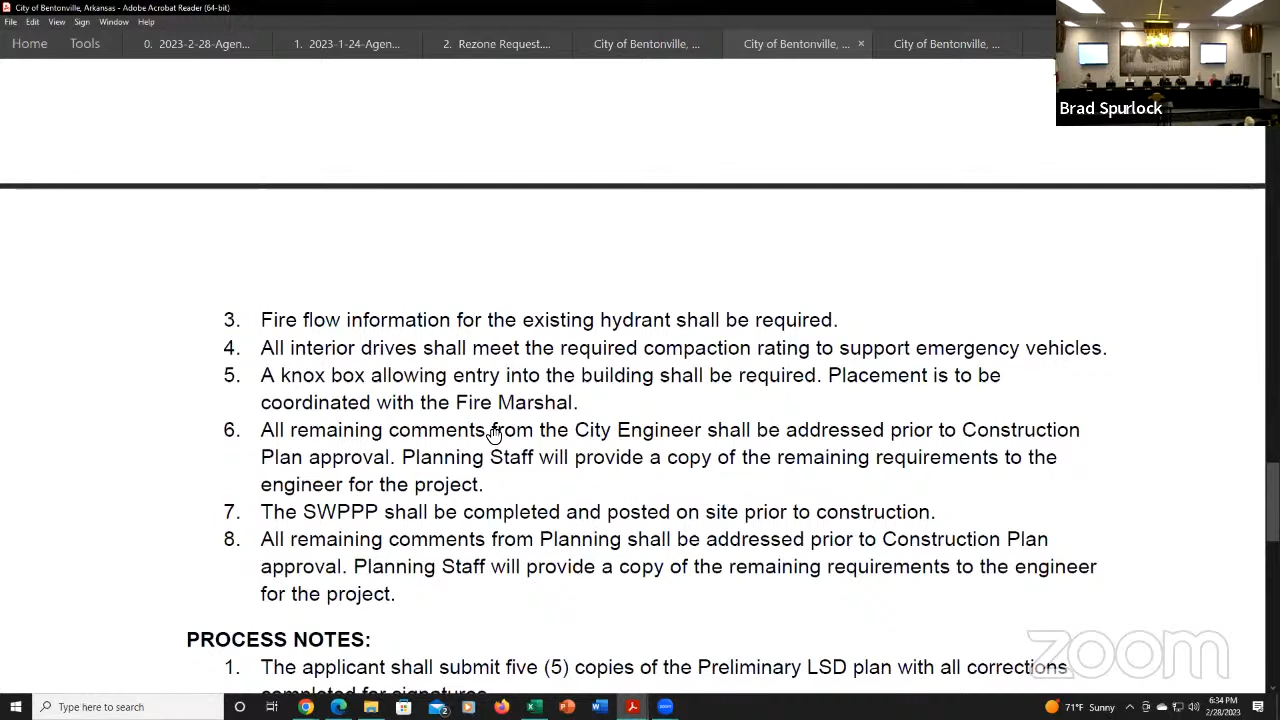 City of Bentonville, Arkansas - Adobe Acrobat Reader (64-bit)
File Edit View Sign Window Help
Home Tools 0. 2023-2-28-Agen... 1. 2023-1-24-Agen... 2. Rezone Request.... City of Bentonville, ... City of Bentonville, ... × City of Bentonville, ...
Brad Spurlock
3. Fire flow information for the existing hydrant shall be required.
4. All interior drives shall meet the required compaction rating to support emergency vehicles.
5. A knox box allowing entry into the building shall be required. Placement is to be
coordinated with the Fire Marshal.
6. All remaining comments from the City Engineer shall be addressed prior to Construction
Plan approval. Planning Staff will provide a copy of the remaining requirements to the
engineer for the project.
7. The SWPPP shall be completed and posted on site prior to construction.
8. All remaining comments from Planning shall be addressed prior to Construction Plan
approval. Planning Staff will provide a copy of the remaining requirements to the engineer
for the project.
PROCESS NOTES:
1. The applicant shall submit five (5) copies of the Preliminary LSD plan with all corrections
completed for signatures.
zoom
Type here to search
71°F Sunny
6:34 PM
2/28/2023